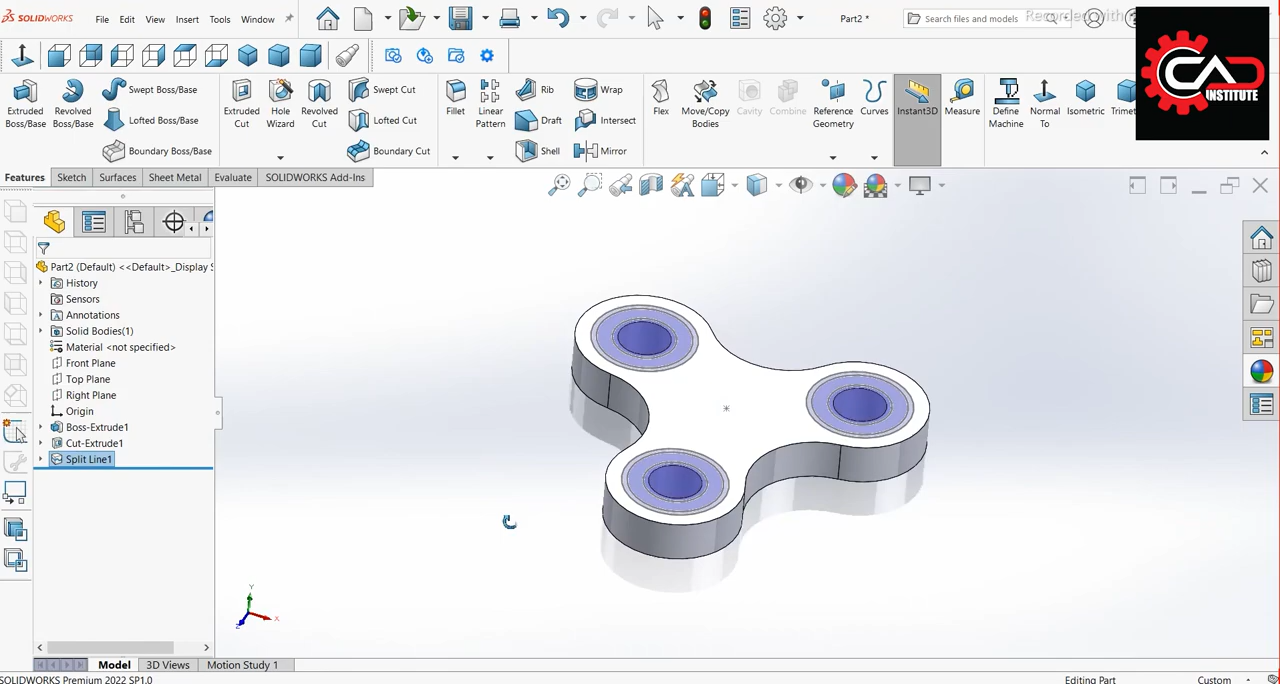 SOLIDWORKS
File Edit View Insert Tools Window
Part2 *
Search files and models
Recorded with
CAD
INSTITUTE
Extruded Boss/Base
Revolved Boss/Base
Swept Boss/Base
Lofted Boss/Base
Boundary Boss/Base
Extruded Cut
Hole Wizard
Revolved Cut
Swept Cut
Lofted Cut
Boundary Cut
Fillet
Linear Pattern
Rib
Draft
Shell
Wrap
Intersect
Mirror
Flex
Move/Copy Bodies
Cavity
Combine
Reference Geometry
Curves
Instant3D
Measure
Define Machine
Normal To
Isometric
Trimet
Features Sketch Surfaces Sheet Metal Evaluate SOLIDWORKS Add-Ins
Part2 (Default) <<Default>_Display S
History
Sensors
Annotations
Solid Bodies(1)
Material <not specified>
Front Plane
Top Plane
Right Plane
Origin
Boss-Extrude1
Cut-Extrude1
Split Line1
Y
X
Z
Model 3D Views Motion Study 1
SOLIDWORKS Premium 2022 SP1.0
Editing Part
Custom